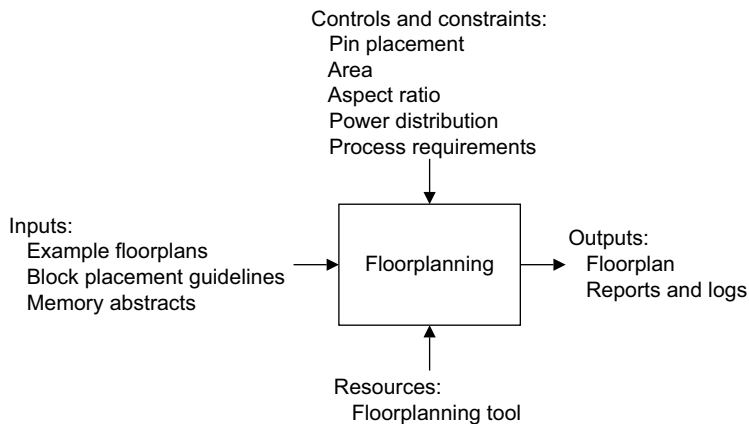 Controls and constraints:
Pin placement
Area
Aspect ratio
Power distribution
Process requirements
Inputs:
Example floorplans
Block placement guidelines
Memory abstracts
Floorplanning
Outputs:
Floorplan
Reports and logs
Resources:
Floorplanning tool